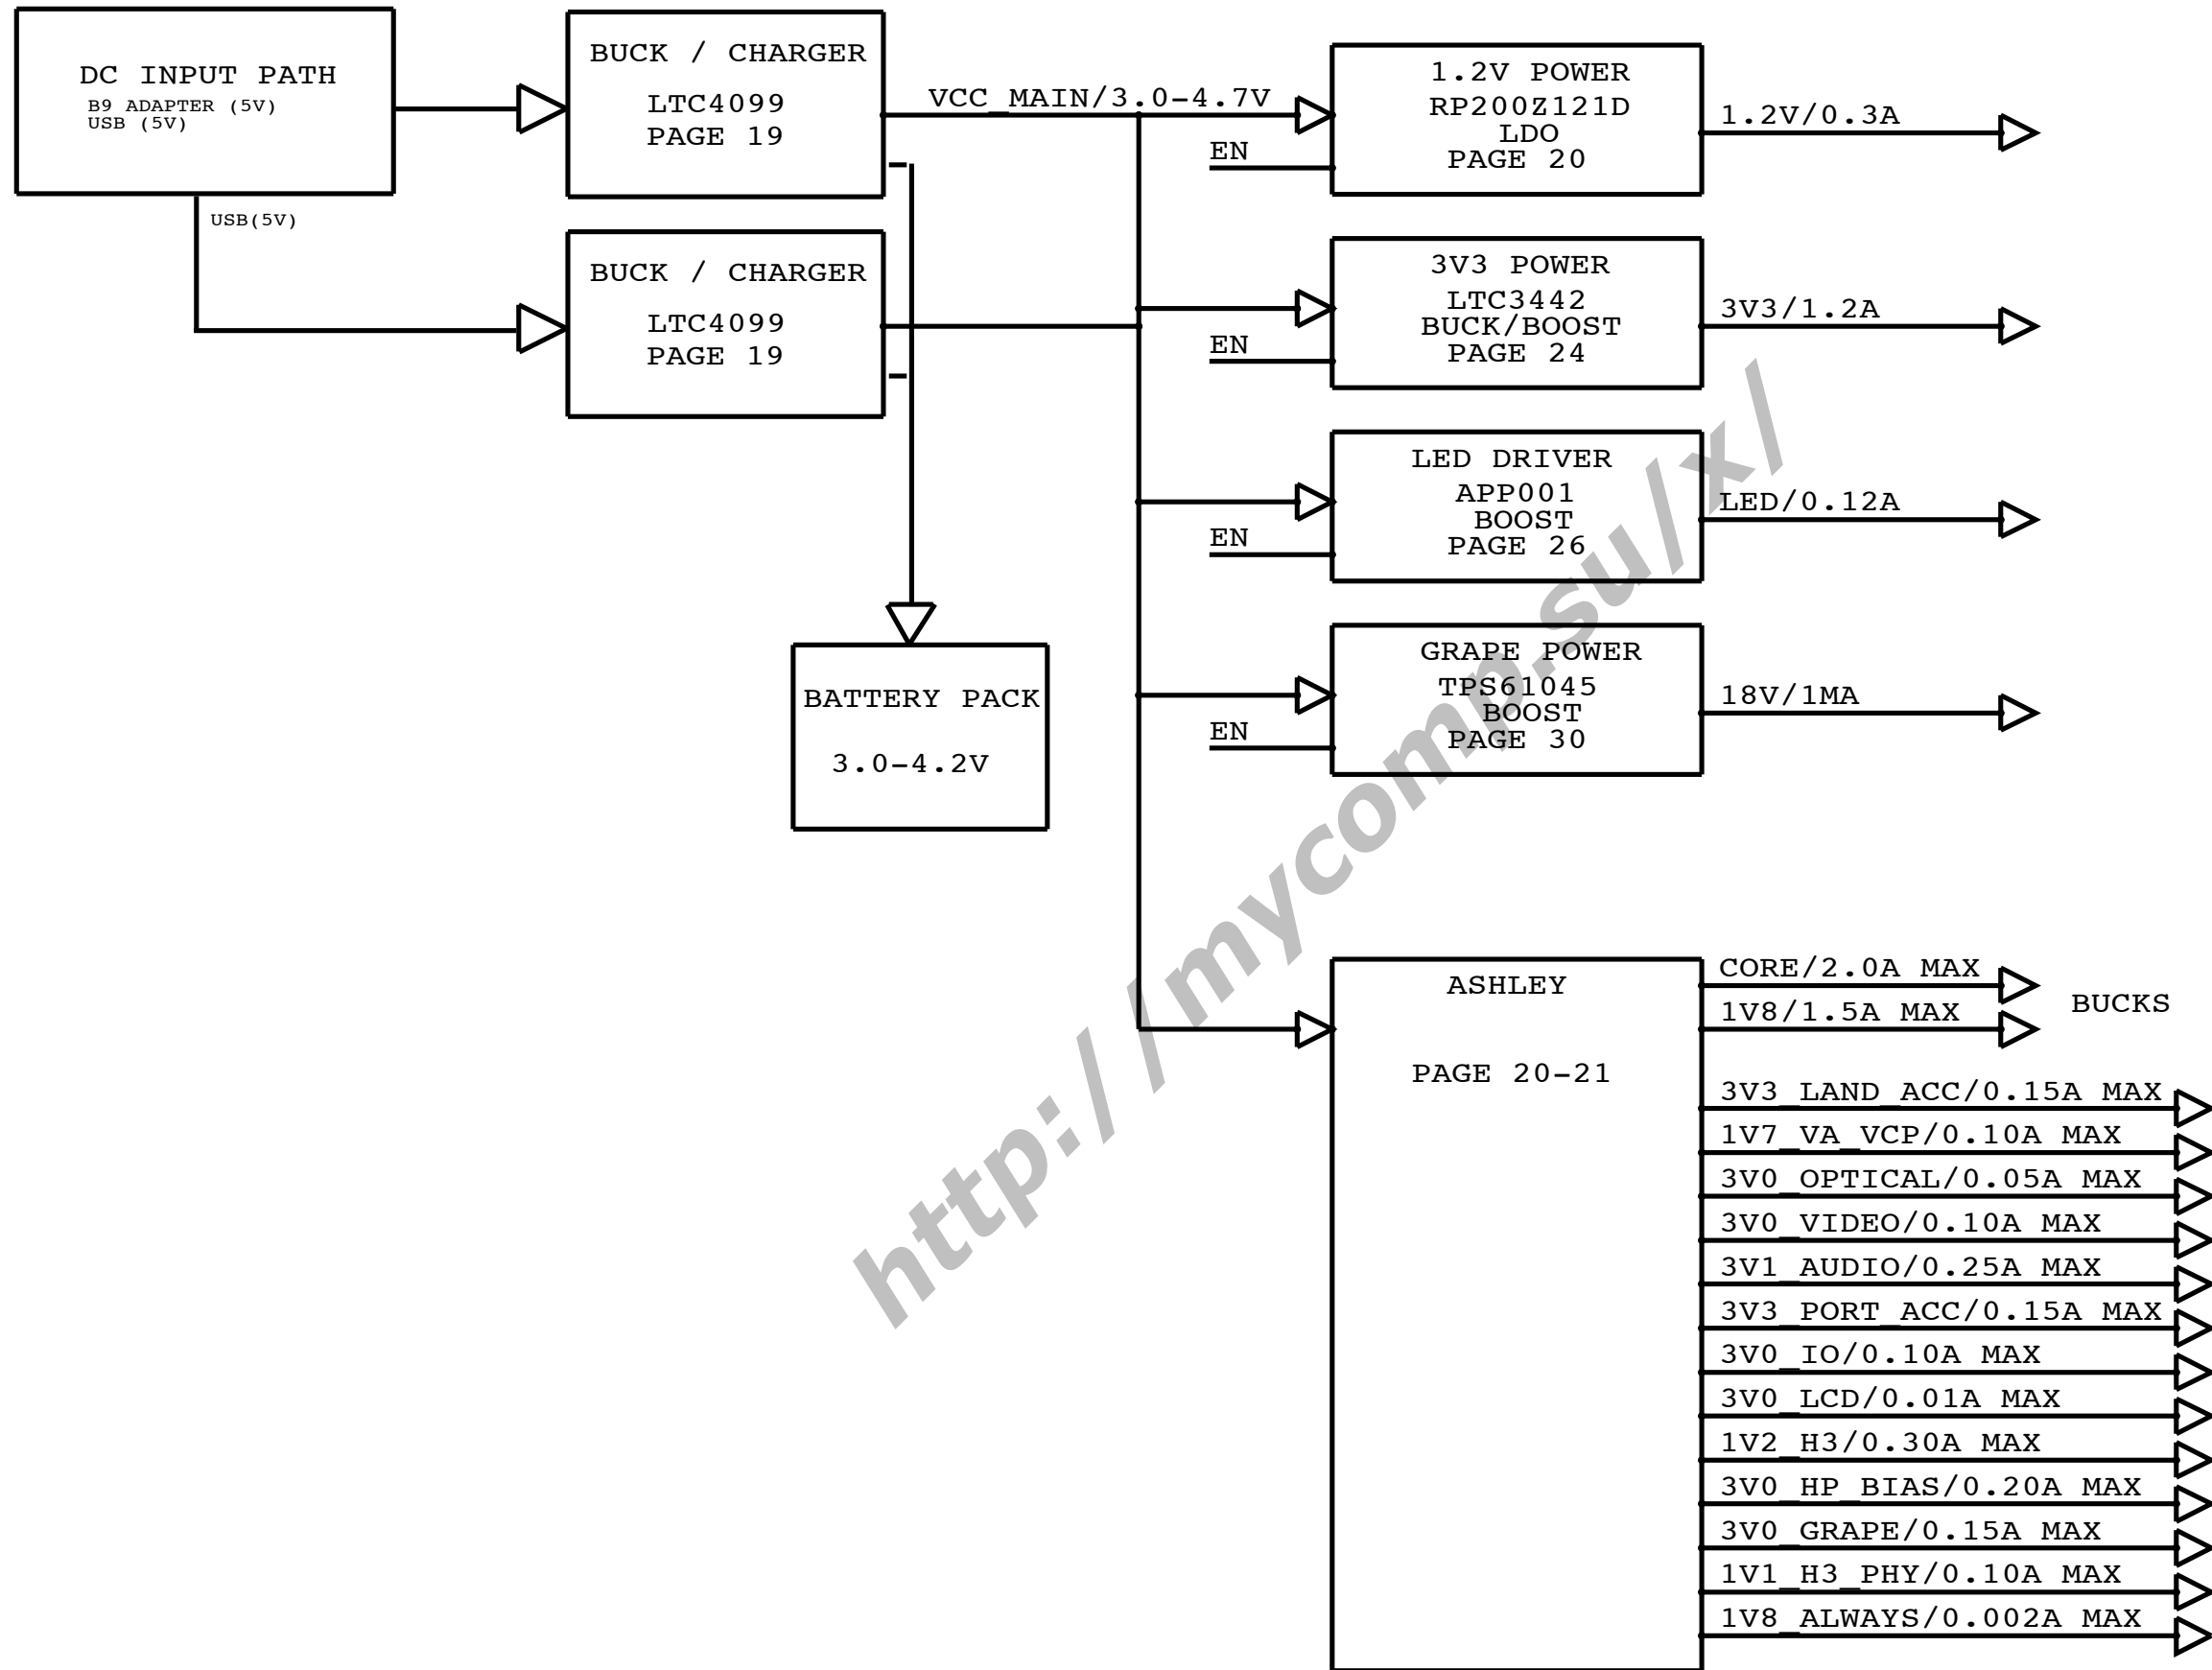 DC INPUT PATH
B9 ADAPTER (5V)
USB (5V)
USB(5V)
BUCK / CHARGER
LTC4099
PAGE 19
BUCK / CHARGER
LTC4099
PAGE 19
VCC_MAIN/3.0-4.7V
BATTERY PACK
3.0-4.2V
EN
1.2V POWER
RP200Z121D
LDO
PAGE 20
1.2V/0.3A
EN
3V3 POWER
LTC3442
BUCK/BOOST
PAGE 24
3V3/1.2A
EN
LED DRIVER
APP001
BOOST
PAGE 26
LED/0.12A
EN
GRAPE POWER
TPS61045
BOOST
PAGE 30
18V/1MA
ASHLEY
PAGE 20-21
CORE/2.0A MAX
1V8/1.5A MAX
BUCKS
3V3_LAND_ACC/0.15A MAX
1V7_VA_VCP/0.10A MAX
3V0_OPTICAL/0.05A MAX
3V0_VIDEO/0.10A MAX
3V1_AUDIO/0.25A MAX
3V3_PORT_ACC/0.15A MAX
3V0_IO/0.10A MAX
3V0_LCD/0.01A MAX
1V2_H3/0.30A MAX
3V0_HP_BIAS/0.20A MAX
3V0_GRAPE/0.15A MAX
1V1_H3_PHY/0.10A MAX
1V8_ALWAYS/0.002A MAX
http://mycomp.su/x/